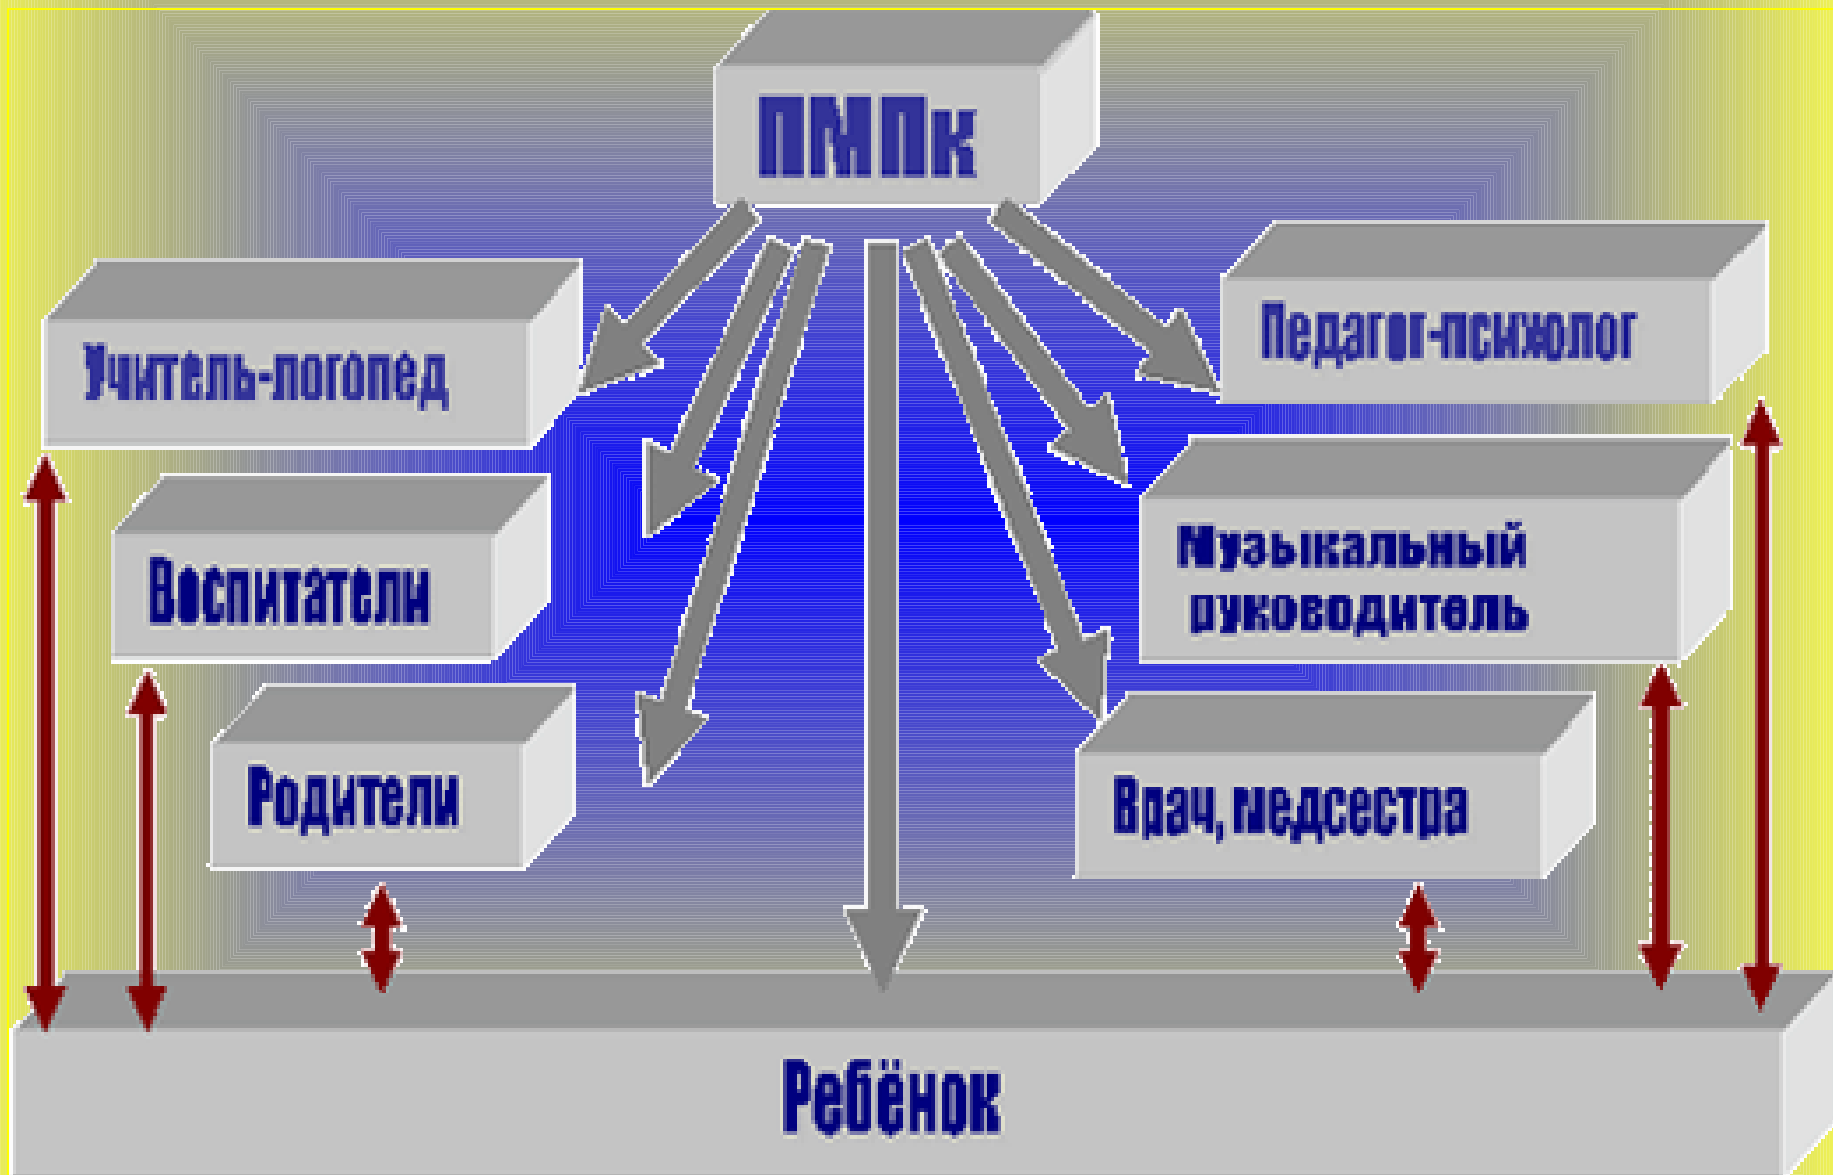 ПМПк
Учитель-логопед
Педагог-психолог
Воспитатели
Музыкальный
руководитель
Родители
Врач, медсестра
Ребёнок